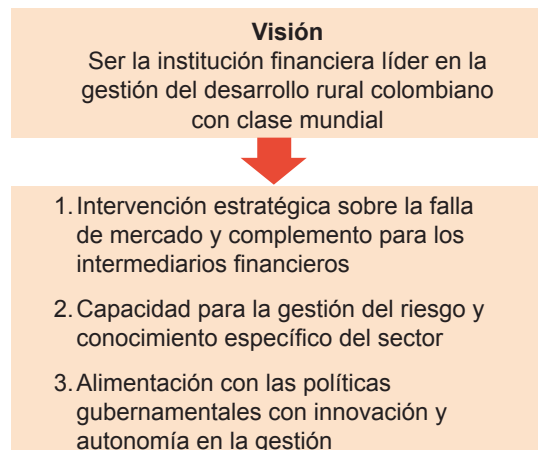 Visión
Ser la institución financiera líder en la
gestión del desarrollo rural colombiano
con clase mundial
1. Intervención estratégica sobre la falla
de mercado y complemento para los
intermediarios financieros
2. Capacidad para la gestión del riesgo y
conocimiento específico del sector
3. Alimentación con las políticas
gubernamentales con innovación y
autonomía en la gestión